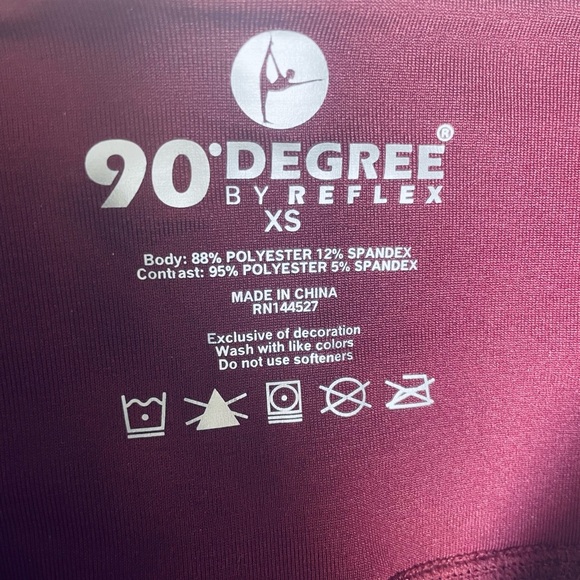 90° DEGREE®
BY REFLEX
XS
Body: 88% POLYESTER 12% SPANDEX
Contrast: 95% POLYESTER 5% SPANDEX
MADE IN CHINA
RN144527
Exclusive of decoration
Wash with like colors
Do not use softeners